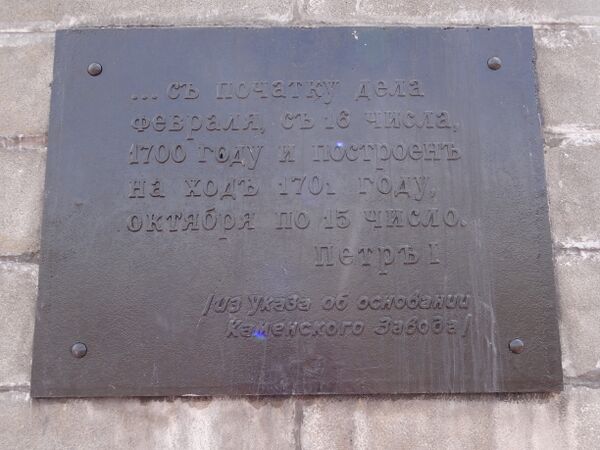 ... съ початку дела
февраля, съ 16 числа,
1700 году и построенъ
на ходъ 1701 году,
октября по 15 число.
Петръ I
/из указа об основании
Каменского Завода/